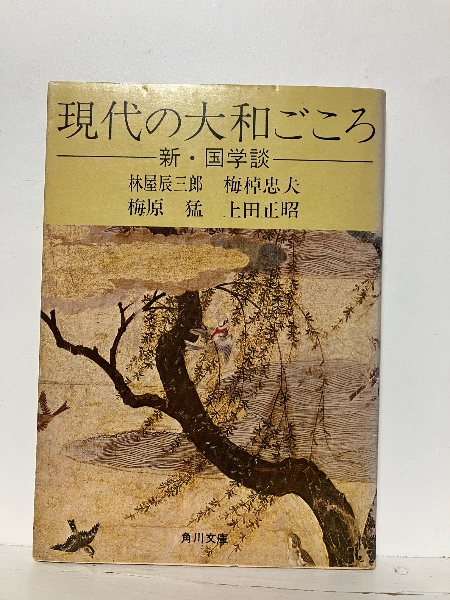 現代の大和ごころ
新・国学談
林屋辰三郎 梅棹忠夫
梅原 猛 上田正昭
角川文庫